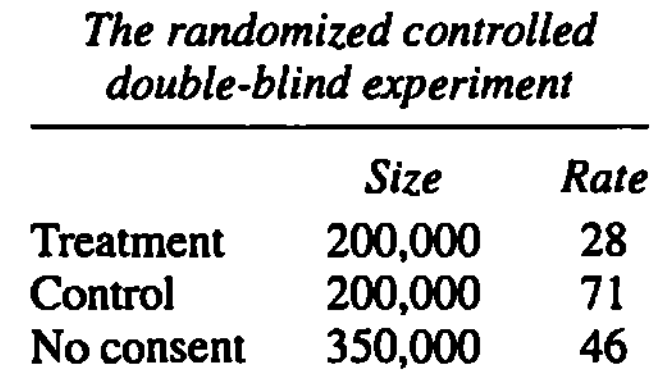 The randomized controlled
double-blind experiment
Size Rate
Treatment 200,000 28
Control 200,000 71
No consent 350,000 46